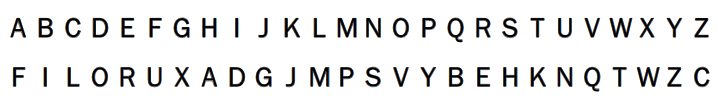 A B C D E F G H I J K L M N O P Q R S T U V W X Y Z
F I L O R U X A D G J M P S V Y B E H K N Q T W Z C